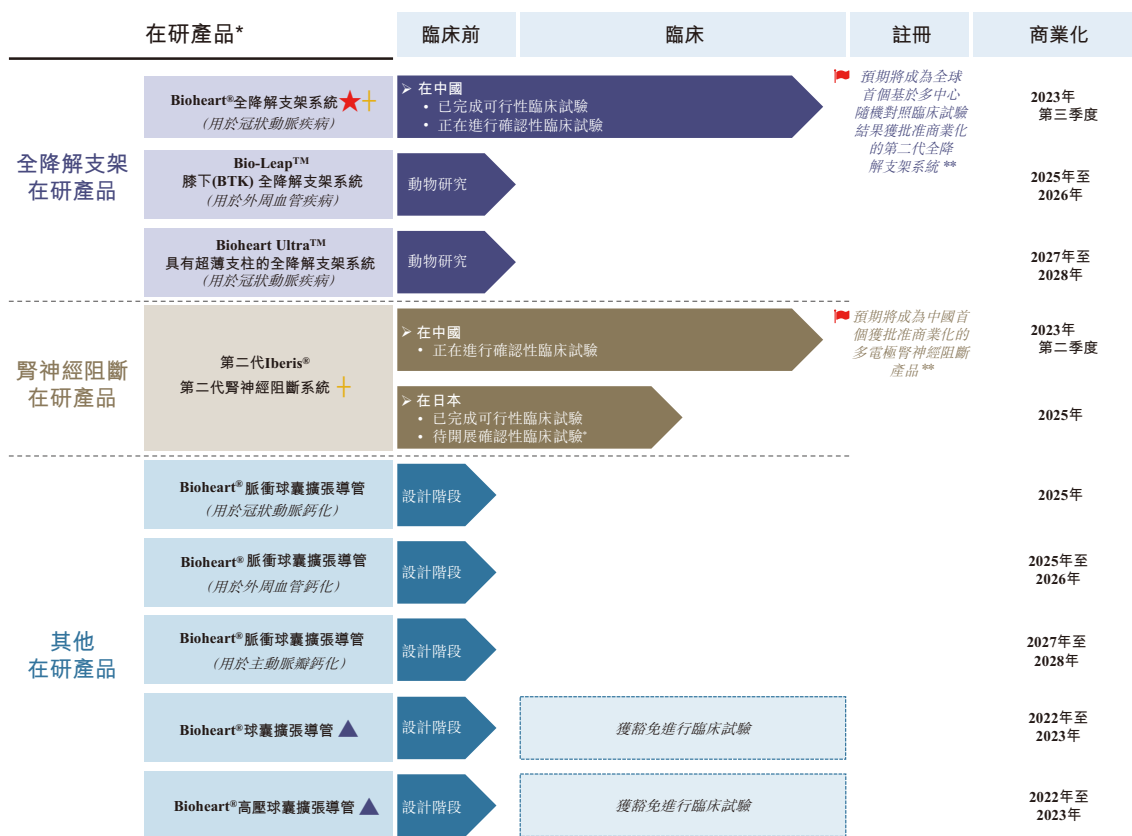 在研產品*
臨床前
臨床
註冊
商業化
全降解支架
在研產品
Bioheart®全降解支架系統
(用於冠狀動脈疾病)
➢ 在中國
• 已完成可行性臨床試驗
• 正在進行確認性臨床試驗
預期將成為全球
首個基於多中心
隨機對照臨床試驗
結果獲批准商業化
的第二代全降
解支架系統**
2023年
第三季度
Bio-Leap™
膝下(BTK) 全降解支架系統
(用於外周血管疾病)
動物研究
2025年至
2026年
Bioheart Ultra™
具有超薄支柱的全降解支架系統
(用於冠狀動脈疾病)
動物研究
2027年至
2028年
腎神經阻斷
在研產品
第二代Iberis®
第二代腎神經阻斷系統
➢ 在中國
• 正在進行確認性臨床試驗
預期將成為中國首
個獲批准商業化的
多電極腎神經阻斷
產品**
2023年
第二季度
➢ 在日本
• 已完成可行性臨床試驗
• 待開展確認性臨床試驗+
2025年
其他
在研產品
Bioheart®脈衝球囊擴張導管
(用於冠狀動脈鈣化)
設計階段
2025年
Bioheart®脈衝球囊擴張導管
(用於外周血管鈣化)
設計階段
2025年至
2026年
Bioheart®脈衝球囊擴張導管
(用於主動脈瓣鈣化)
設計階段
2027年至
2028年
Bioheart®球囊擴張導管
設計階段
獲豁免進行臨床試驗
2022年至
2023年
Bioheart®高壓球囊擴張導管
設計階段
獲豁免進行臨床試驗
2022年至
2023年